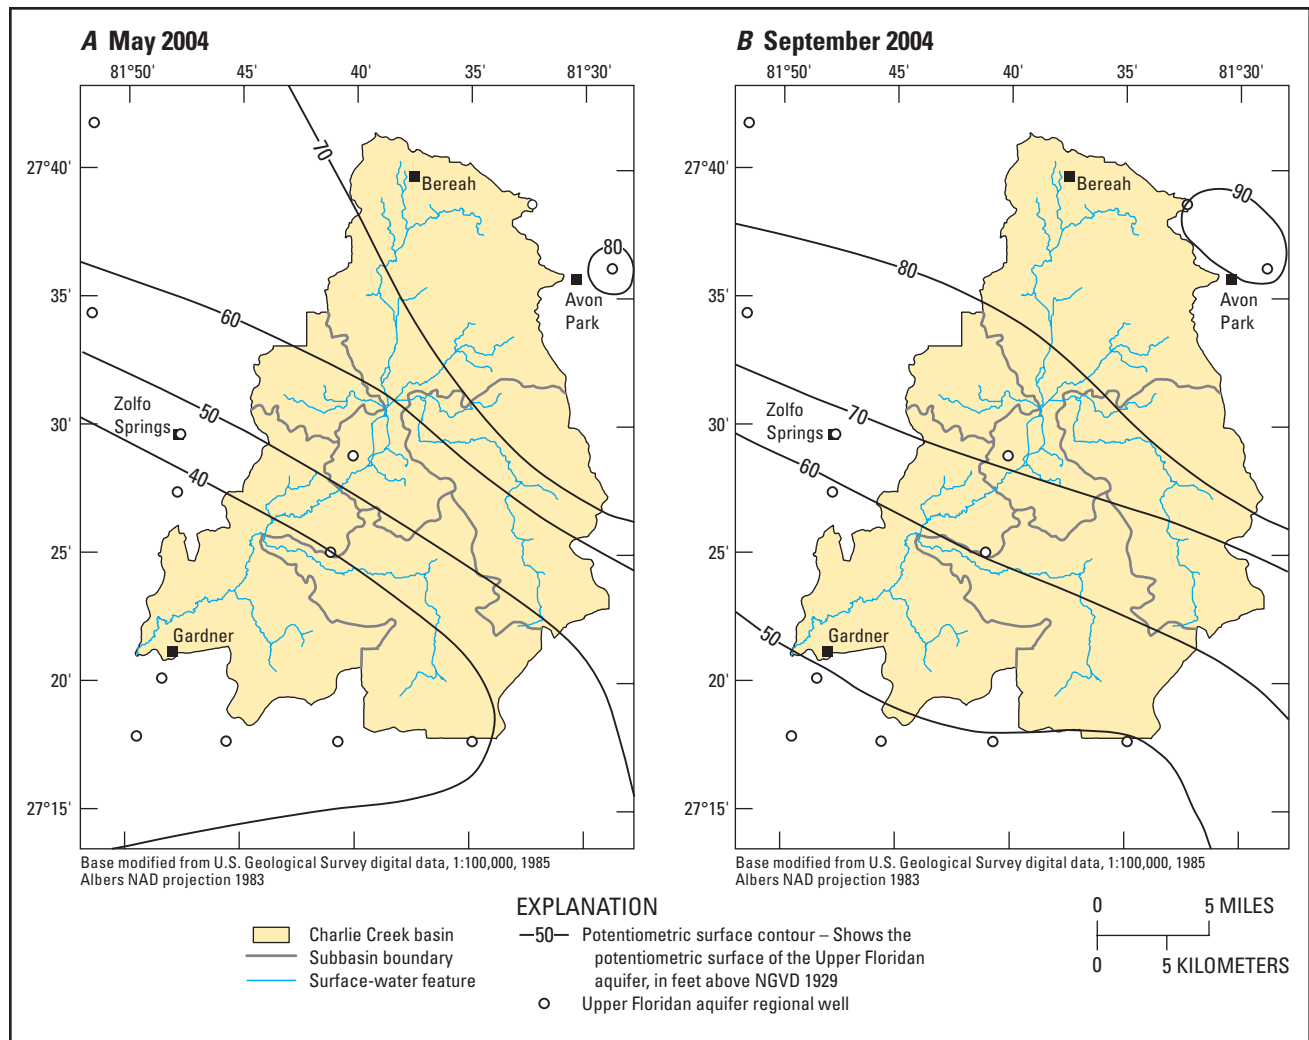 A May 2004
81°50'
45'
40'
35'
81°30'
27°40'
35'
30'
25'
20'
27°15'
70
60
50
40
80
Bereah
Avon
Park
Zolfo
Springs
Gardner
Base modified from U.S. Geological Survey digital data, 1:100,000, 1985
Albers NAD projection 1983
B September 2004
81°50'
45'
40'
35'
81°30'
27°40'
35'
30'
25'
20'
27°15'
90
80
70
60
50
Bereah
Avon
Park
Zolfo
Springs
Gardner
Base modified from U.S. Geological Survey digital data, 1:100,000, 1985
Albers NAD projection 1983
EXPLANATION
Charlie Creek basin
Subbasin boundary
Surface-water feature
50 Potentiometric surface contour – Shows the
potentiometric surface of the Upper Floridan
aquifer, in feet above NGVD 1929
Upper Floridan aquifer regional well
0 5 MILES
0 5 KILOMETERS